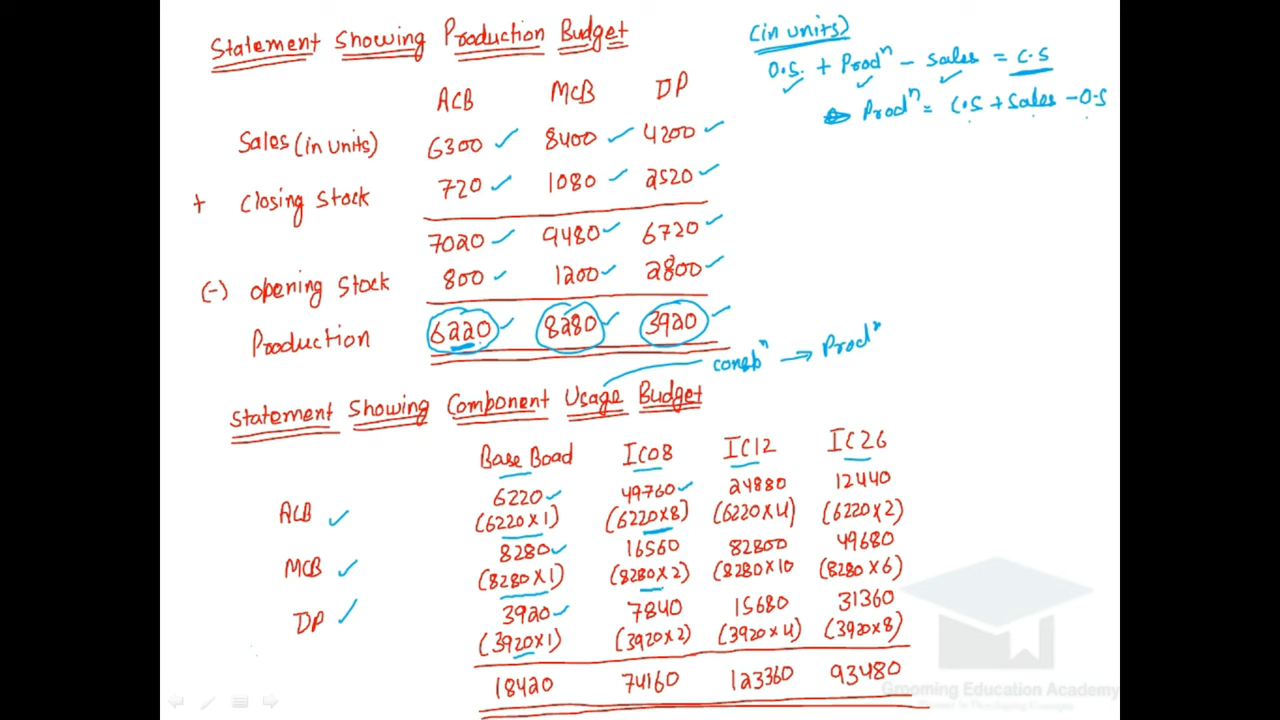 Statement Showing Production Budget
(in units)
O.S. + Prodⁿ - Sales = C.S
Prodⁿ = C.S + Sales - O.S
ACB MCB DP
Sales (in units) 6300 8400 4200
+ closing stock 720 1080 2520
7020 9480 6720
(-) opening stock 800 1200 2800
Production 6220 8280 3920
consbⁿ → Prodⁿ
Statement Showing Component Usage Budget
Base Boad IC08 IC12 IC26
ACB 6220 49760 24880 12440
(6220×1) (6220×8) (6220×4) (6220×2)
MCB 8280 16560 82800 49680
(8280×1) (8280×2) (8280×10 (8280×6)
DP 3920 7840 15680 31360
(3920×1) (3920×2) (3920×4) (3920×8)
18420 74160 123360 93480
Grooming Education Academy